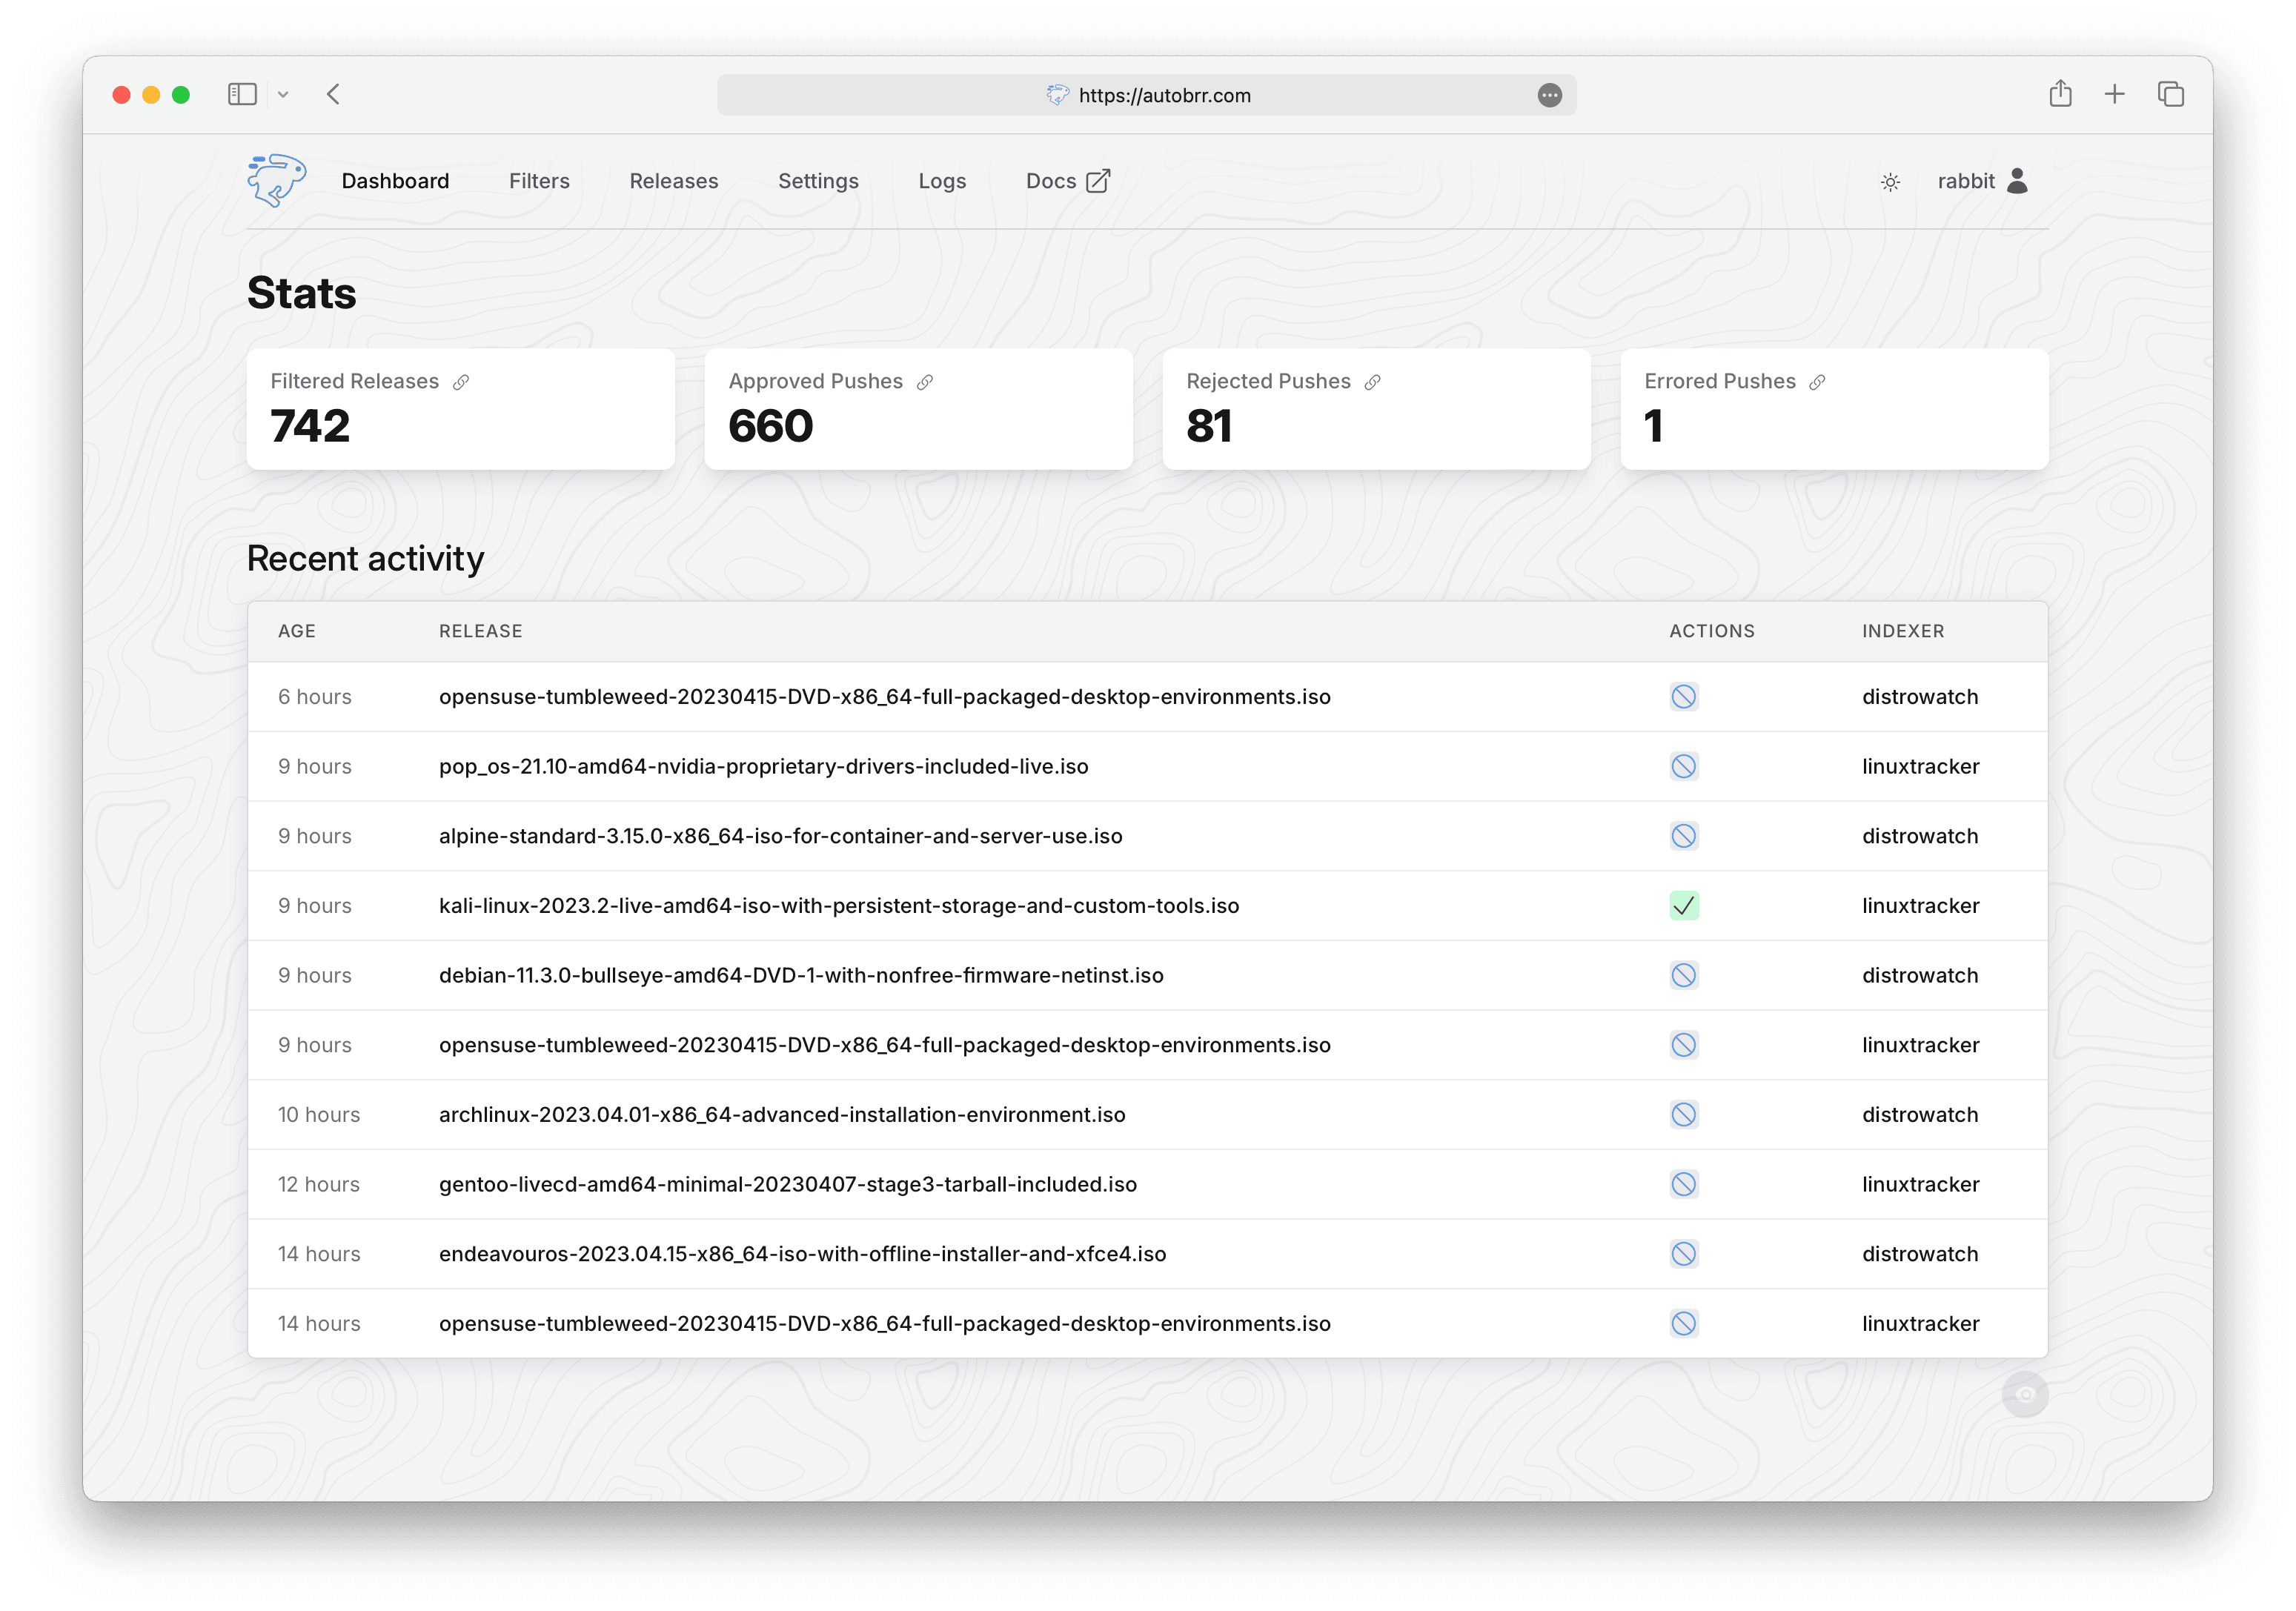 https://autobrr.com
Dashboard Filters Releases Settings Logs Docs rabbit
Stats
Filtered Releases Approved Pushes Rejected Pushes Errored Pushes
742 660 81 1
Recent activity
AGE RELEASE ACTIONS INDEXER
6 hours opensuse-tumbleweed-20230415-DVD-x86_64-full-packaged-desktop-environments.iso distrowatch
9 hours pop_os-21.10-amd64-nvidia-proprietary-drivers-included-live.iso linuxtracker
9 hours alpine-standard-3.15.0-x86_64-iso-for-container-and-server-use.iso distrowatch
9 hours kali-linux-2023.2-live-amd64-iso-with-persistent-storage-and-custom-tools.iso linuxtracker
9 hours debian-11.3.0-bullseye-amd64-DVD-1-with-nonfree-firmware-netinst.iso distrowatch
9 hours opensuse-tumbleweed-20230415-DVD-x86_64-full-packaged-desktop-environments.iso linuxtracker
10 hours archlinux-2023.04.01-x86_64-advanced-installation-environment.iso distrowatch
12 hours gentoo-livecd-amd64-minimal-20230407-stage3-tarball-included.iso linuxtracker
14 hours endeavouros-2023.04.15-x86_64-iso-with-offline-installer-and-xfce4.iso distrowatch
14 hours opensuse-tumbleweed-20230415-DVD-x86_64-full-packaged-desktop-environments.iso linuxtracker